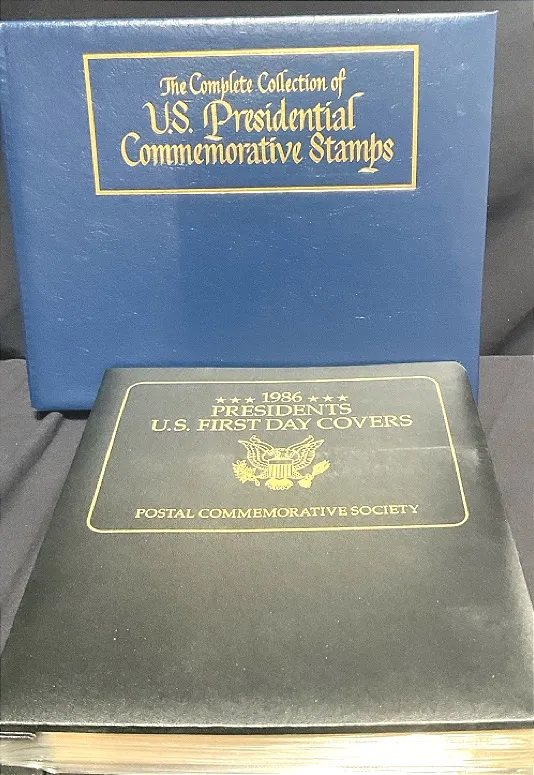 The Complete Collection of
U.S. Presidential
Commemorative Stamps
★★★ 1986 ★★★
PRESIDENTS
U.S. FIRST DAY COVERS
POSTAL COMMEMORATIVE SOCIETY